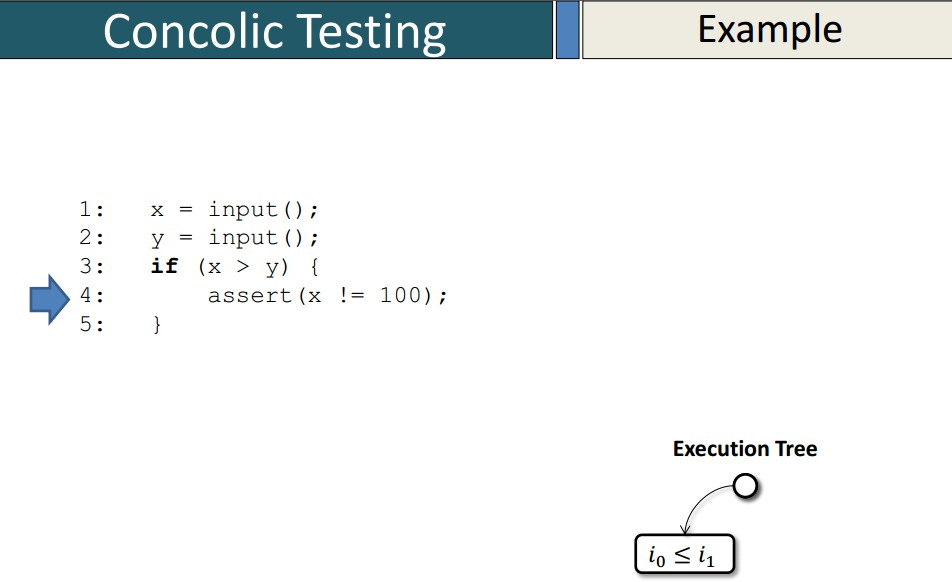 Concolic Testing
Example
1: x = input();
2: y = input();
3: if (x > y) {
4: assert(x != 100);
5: }
Execution Tree
i₀ ≤ i₁